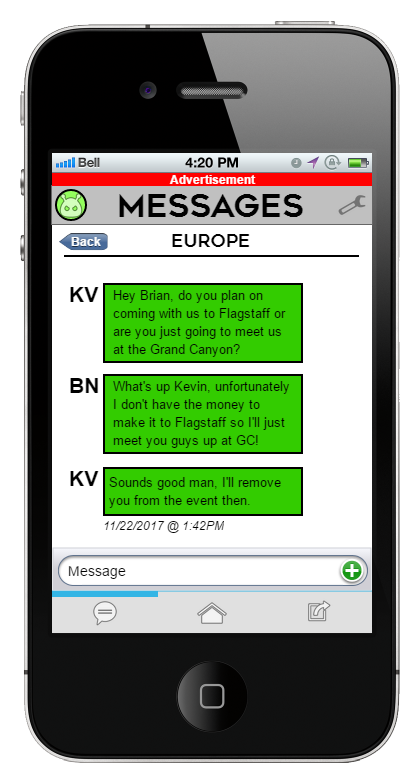 Bell 4:20 PM
Advertisement
MESSAGES
Back EUROPE
KV
Hey Brian, do you plan on
coming with us to Flagstaff or
are you just going to meet us
at the Grand Canyon?
BN
What's up Kevin, unfortunately
I don't have the money to
make it to Flagstaff so I'll just
meet you guys up at GC!
KV
Sounds good man, I'll remove
you from the event then.
11/22/2017 @ 1:42PM
Message